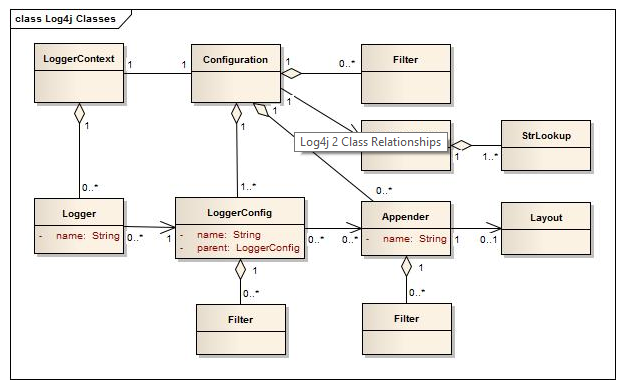 class Log4j Classes
LoggerContext
1
1
Configuration
1
0..*
Filter
1
1
1
1
Log4j 2 Class Relationships
1
1..*
StrLookup
0..*
1..*
0..*
Logger
- name: String
0..*
1
LoggerConfig
- name: String
- parent: LoggerConfig
0..*
0..*
Appender
- name: String
1
0..1
Layout
1
0..*
1
0..*
Filter
Filter